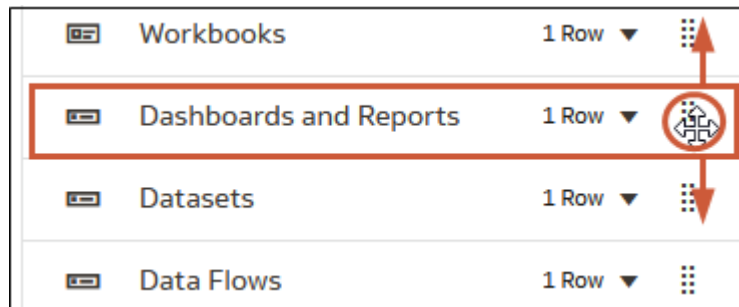 Workbooks 1 Row
Dashboards and Reports 1 Row
Datasets 1 Row
Data Flows 1 Row